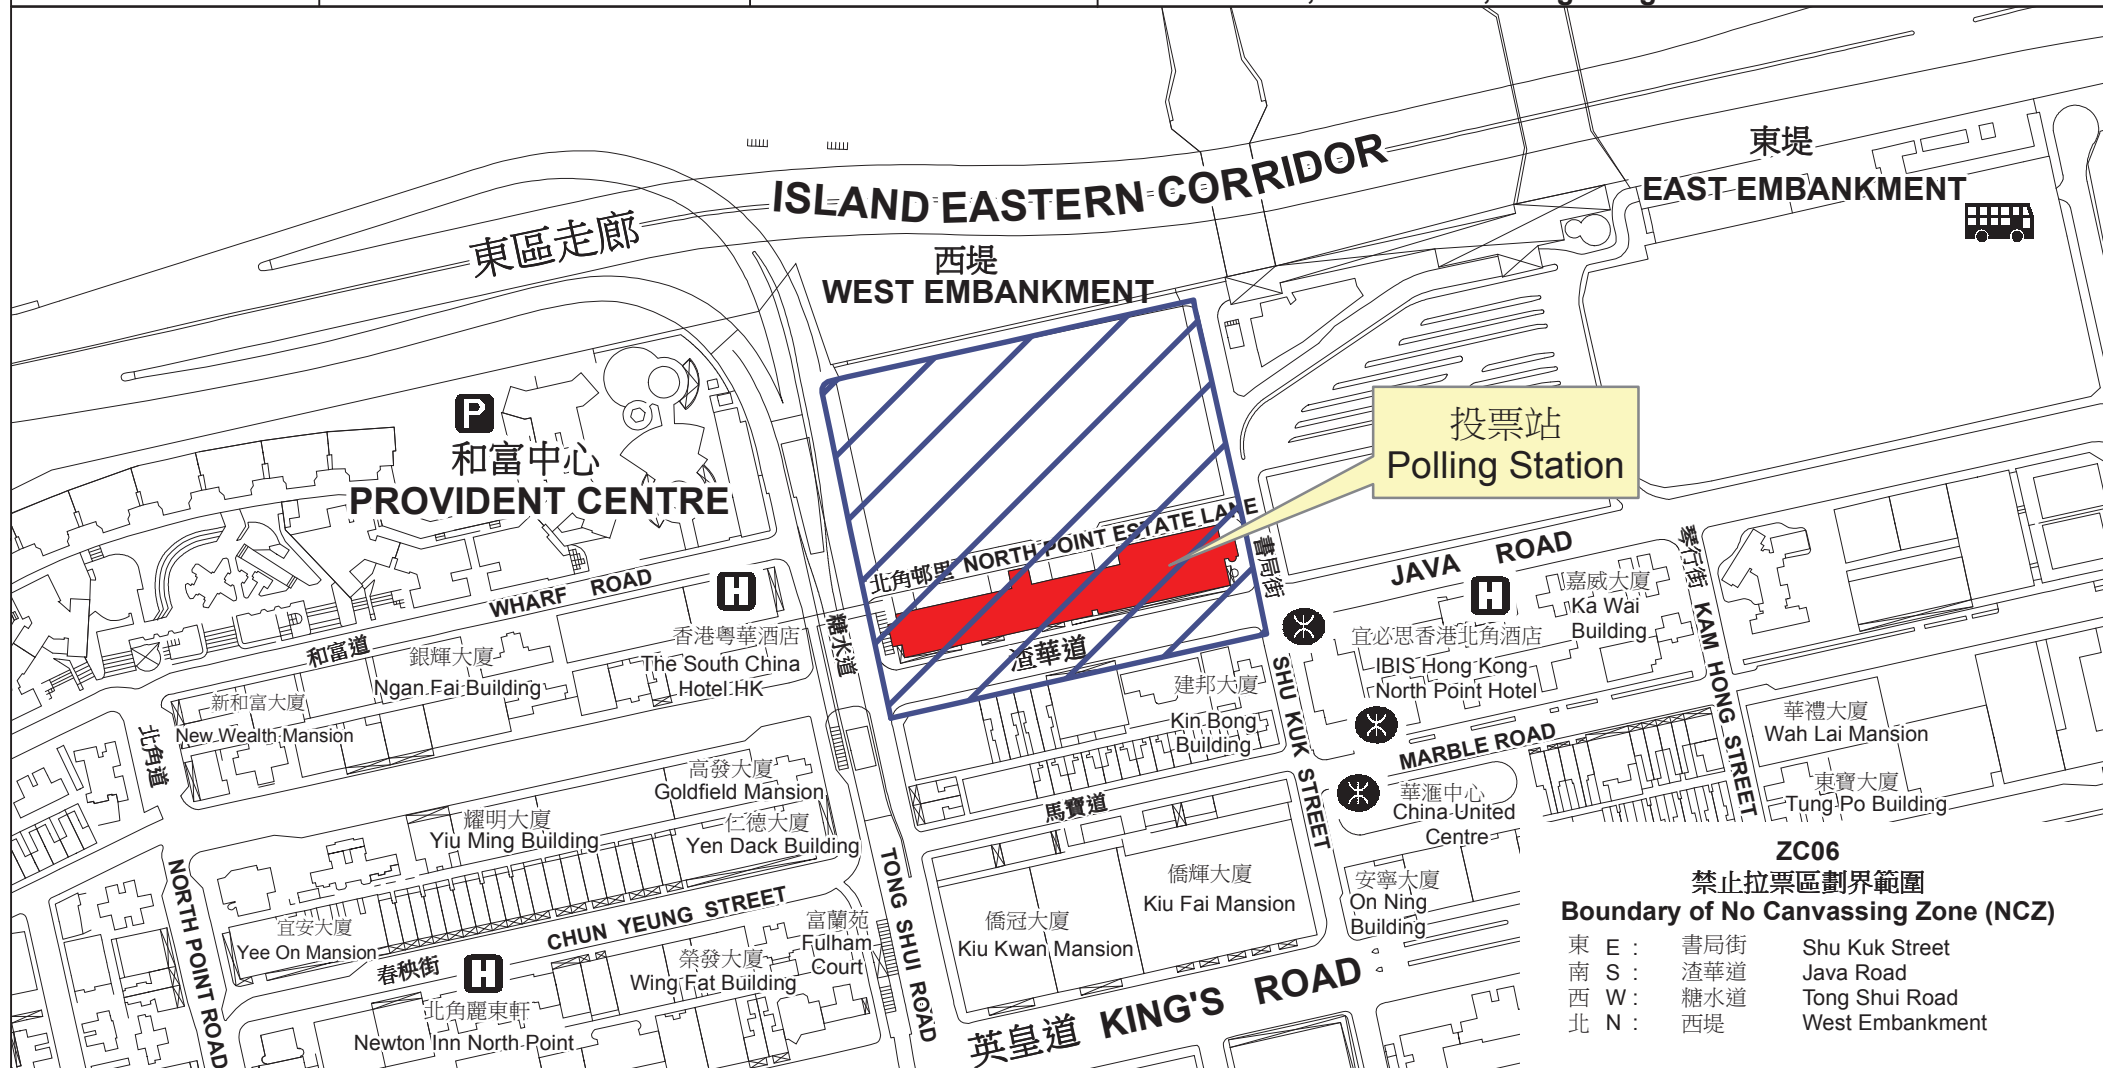 東堤
EAST EMBANKMENT
ISLAND EASTERN CORRIDOR
東區走廊
西堤
WEST EMBANKMENT
P
和富中心
PROVIDENT CENTRE
投票站
Polling Station
北角邨里 NORTH POINT ESTATE LANE
書局街
SHU KUK STREET
JAVA ROAD
渣華道
琴行街 KAM HONG STREET
H
嘉威大廈
Ka Wai
Building
宜必思香港北角酒店
IBIS Hong Kong
North Point Hotel
和富道
WHARF ROAD
H
香港粵華酒店
The South China
Hotel HK
銀輝大廈
Ngan Fai Building
新和富大廈
New Wealth Mansion
糖水道
TONG SHUI ROAD
北角道
NORTH POINT ROAD
建邦大廈
Kin Bong
Building
MARBLE ROAD
馬寶道
華禮大廈
Wah Lai Mansion
東寶大廈
Tung Po Building
華滙中心
China United
Centre
高發大廈
Goldfield Mansion
耀明大廈
Yiu Ming Building
仁德大廈
Yen Dack Building
僑輝大廈
Kiu Fai Mansion
安寧大廈
On Ning
Building
僑冠大廈
Kiu Kwan Mansion
富蘭苑
Fulham
Court
宜安大廈
Yee On Mansion
春秧街
CHUN YEUNG STREET
H
榮發大廈
Wing Fat Building
北角麗東軒
Newton Inn North Point
英皇道 KING'S ROAD
ZC06
禁止拉票區劃界範圍
Boundary of No Canvassing Zone (NCZ)
東 E : 書局街 Shu Kuk Street
南 S : 渣華道 Java Road
西 W : 糖水道 Tong Shui Road
北 N : 西堤 West Embankment